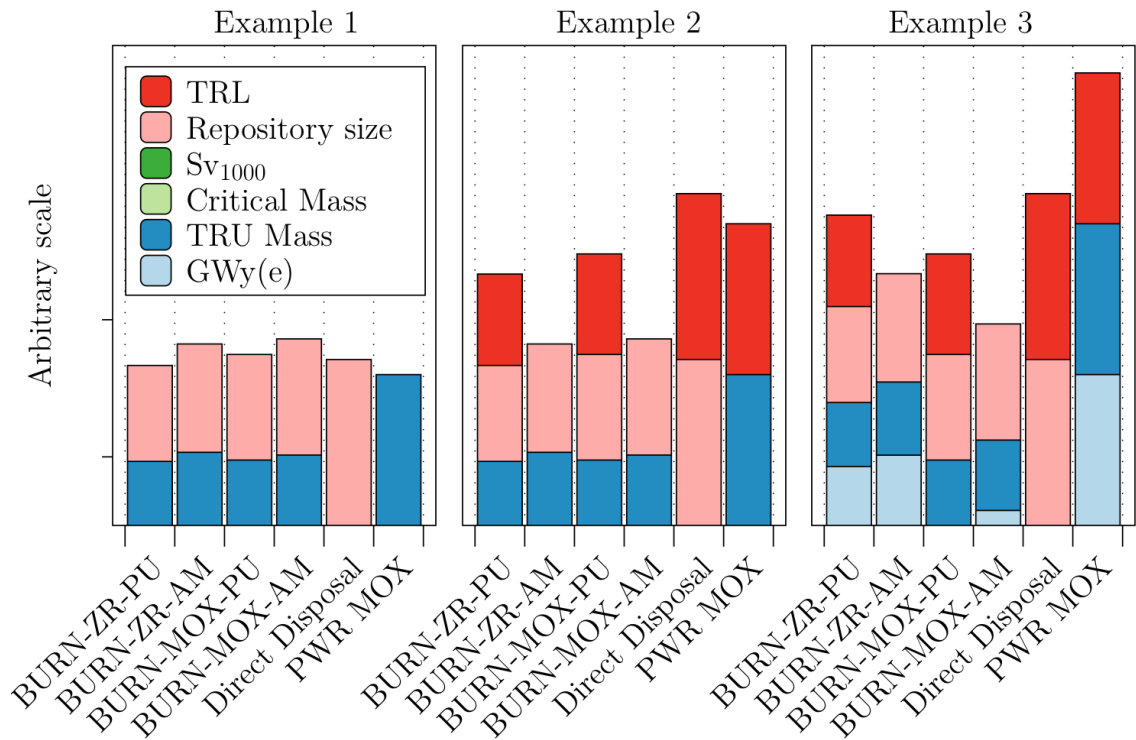 Example 1
Example 2
Example 3
Arbitrary scale
TRL
Repository size
Sv1000
Critical Mass
TRU Mass
GWy(e)
BURN-ZR-PU
BURN-ZR-AM
BURN-MOX-PU
BURN-MOX-AM
Direct Disposal
PWR MOX
BURN-ZR-PU
BURN-ZR-AM
BURN-MOX-PU
BURN-MOX-AM
Direct Disposal
PWR MOX
BURN-ZR-PU
BURN-ZR-AM
BURN-MOX-PU
BURN-MOX-AM
Direct Disposal
PWR MOX